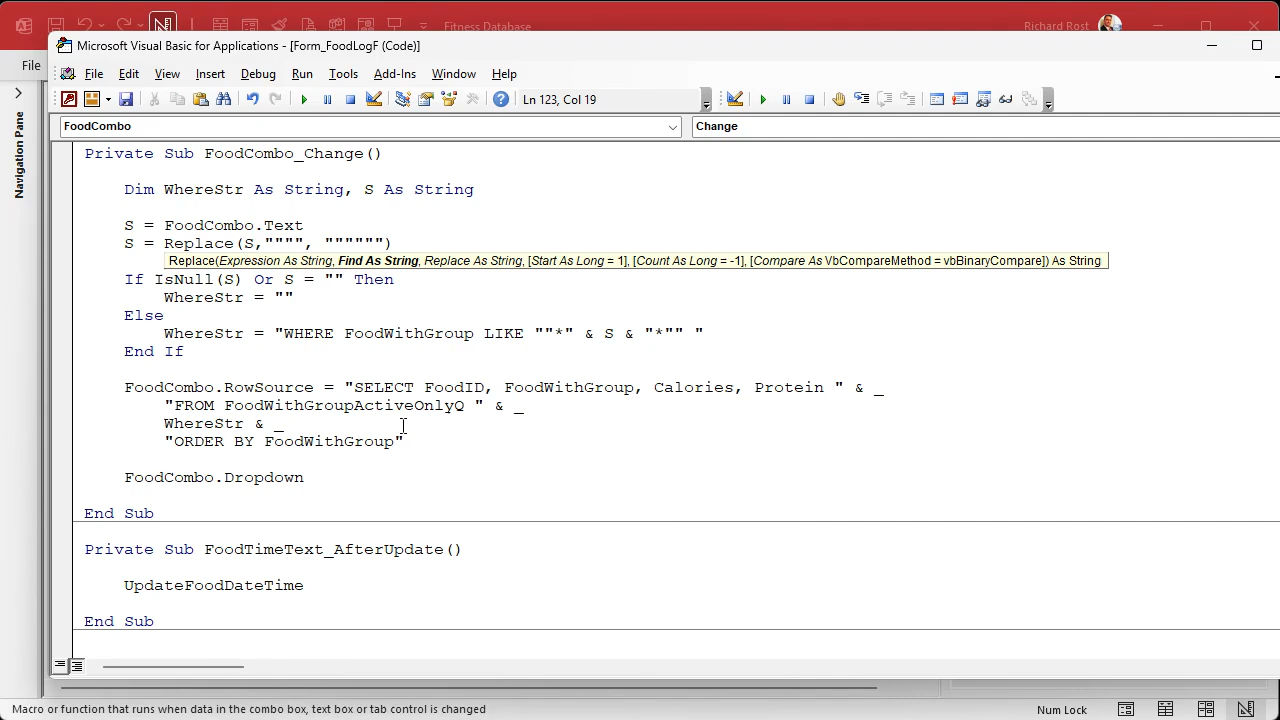 Fitness Database
Richard Rost
Microsoft Visual Basic for Applications - [Form_FoodLogF (Code)]
File
File Edit View Insert Debug Run Tools Add-Ins Window Help
Ln 123, Col 19
FoodCombo
Change
Navigation Pane
Private Sub FoodCombo_Change()
Dim WhereStr As String, S As String
S = FoodCombo.Text
S = Replace(S,"""", """""")
Replace(Expression As String, Find As String, Replace As String, [Start As Long = 1], [Count As Long = -1], [Compare As VbCompareMethod = vbBinaryCompare]) As String
If IsNull(S) Or S = "" Then
WhereStr = ""
Else
WhereStr = "WHERE FoodWithGroup LIKE ""*" & S & "*"" "
End If
FoodCombo.RowSource = "SELECT FoodID, FoodWithGroup, Calories, Protein " & _
"FROM FoodWithGroupActiveOnlyQ " & _
WhereStr & _
"ORDER BY FoodWithGroup"
FoodCombo.Dropdown
End Sub
Private Sub FoodTimeText_AfterUpdate()
UpdateFoodDateTime
End Sub
Macro or function that runs when data in the combo box, text box or tab control is changed
Num Lock